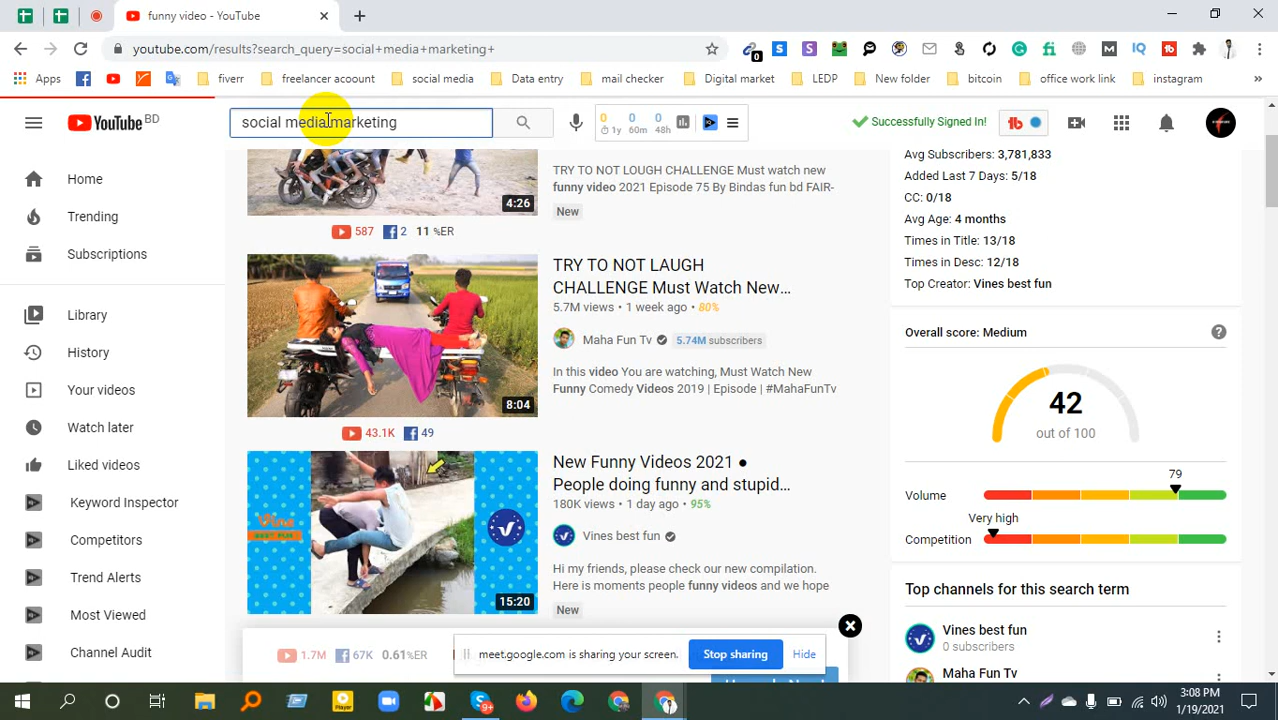 funny video - YouTube
youtube.com/results?search_query=social+media+marketing+
0
Apps
fiverr
freelancer acoount
social media
Data entry
mail checker
Digital market
LEDP
New folder
bitcoin
office work link
instagram
YouTube BD
social media marketing
0 0 0
1y 60m 48h
Successfully Signed In!
Home
Trending
Subscriptions
Library
History
Your videos
Watch later
Liked videos
Keyword Inspector
Competitors
Trend Alerts
Most Viewed
Channel Audit
4:26
587 2 11 %ER
TRY TO NOT LAUGH CHALLENGE Must watch new
funny video 2021 Episode 75 By Bindas fun bd FAIR-
New
8:04
43.1K 49
TRY TO NOT LAUGH
CHALLENGE Must Watch New...
5.7M views • 1 week ago • 80%
Maha Fun Tv 5.74M subscribers
In this video You are watching, Must Watch New
Funny Comedy Videos 2019 | Episode | #MahaFunTv
15:20
New Funny Videos 2021 ●
People doing funny and stupid...
180K views • 1 day ago • 95%
Vines best fun
Hi my friends, please check our new compilation.
Here is moments people funny videos and we hope
New
1.7M 67K 0.61%ER
meet.google.com is sharing your screen.
Stop sharing
Hide
Avg Subscribers: 3,781,833
Added Last 7 Days: 5/18
CC: 0/18
Avg Age: 4 months
Times in Title: 13/18
Times in Desc: 12/18
Top Creator: Vines best fun
Overall score: Medium
42
out of 100
79
Volume
Very high
Competition
Top channels for this search term
Vines best fun
0 subscribers
Maha Fun Tv
3:08 PM
1/19/2021